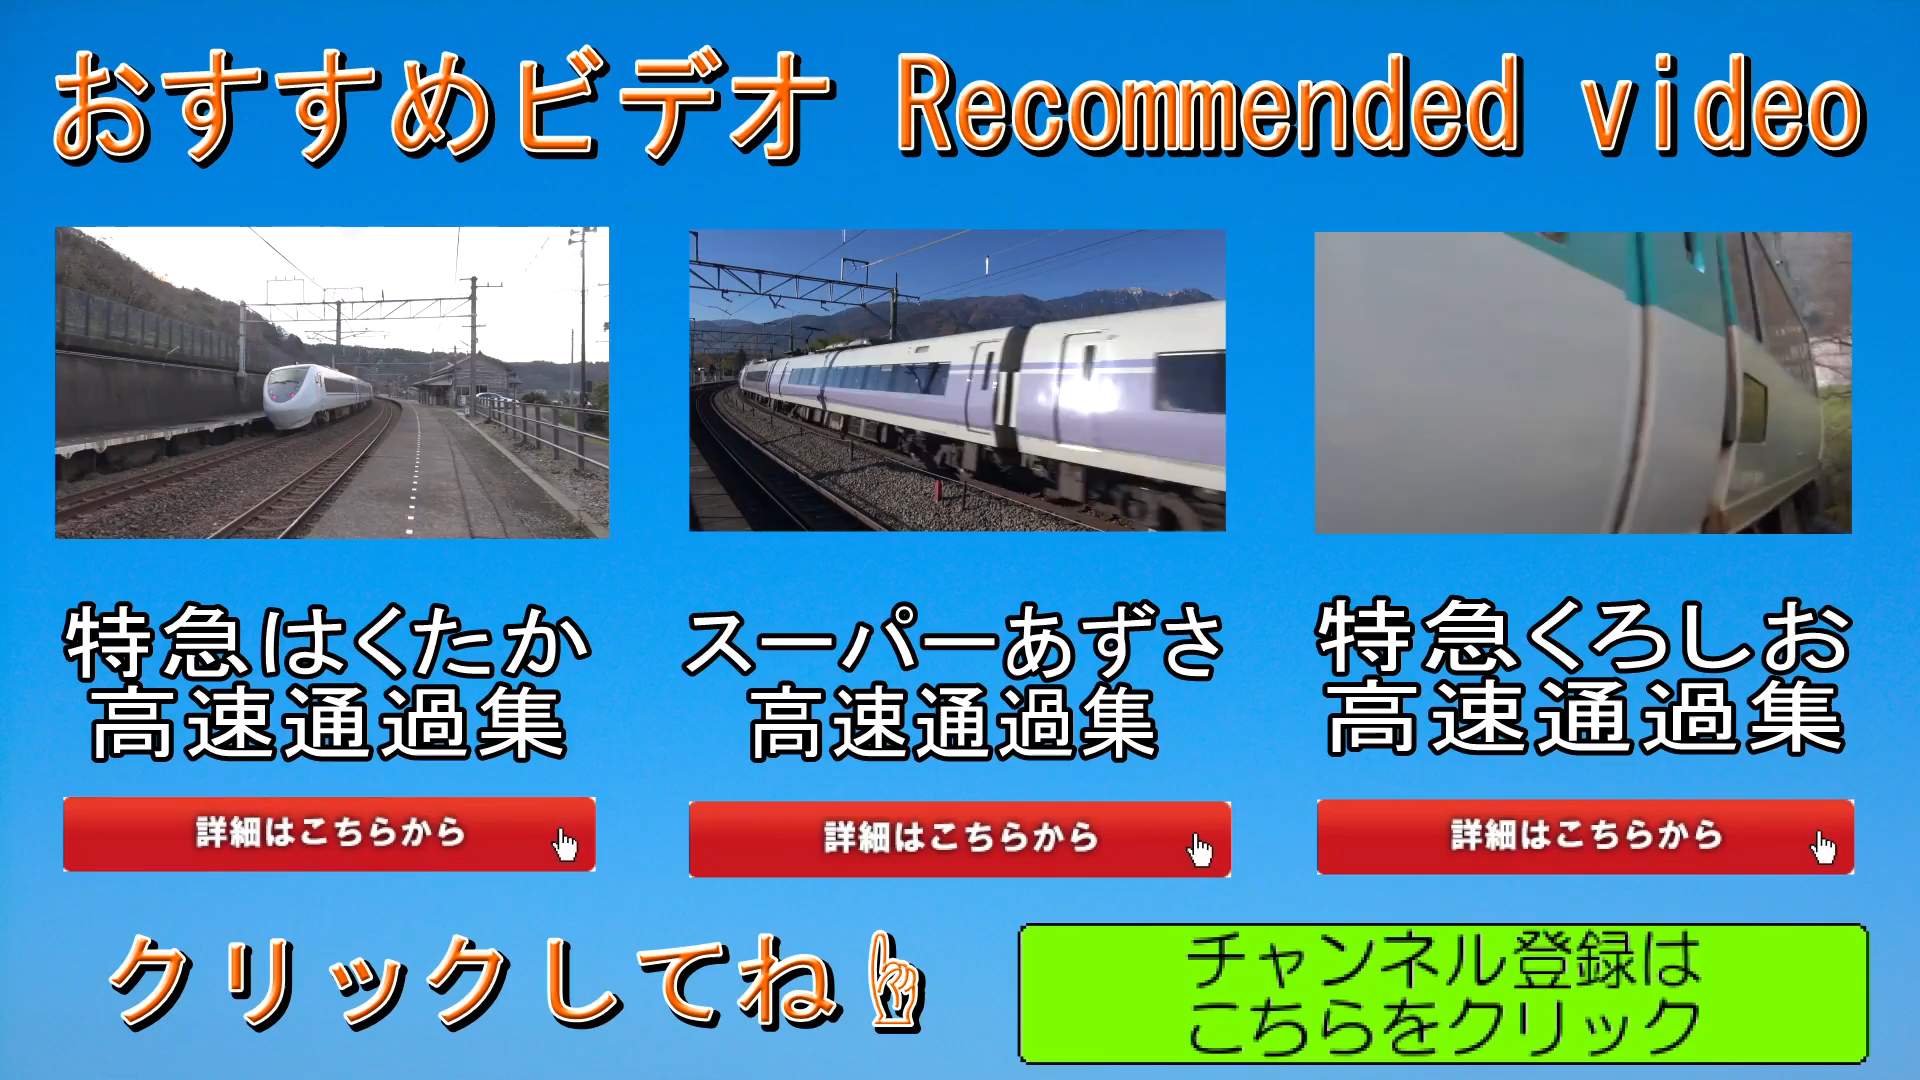 おすすめビデオ Recommended video
特急はくたか
高速通過集
スーパーあずさ
高速通過集
特急くろしお
高速通過集
詳細はこちらから
詳細はこちらから
詳細はこちらから
クリックしてね☝
チャンネル登録は
こちらをクリック